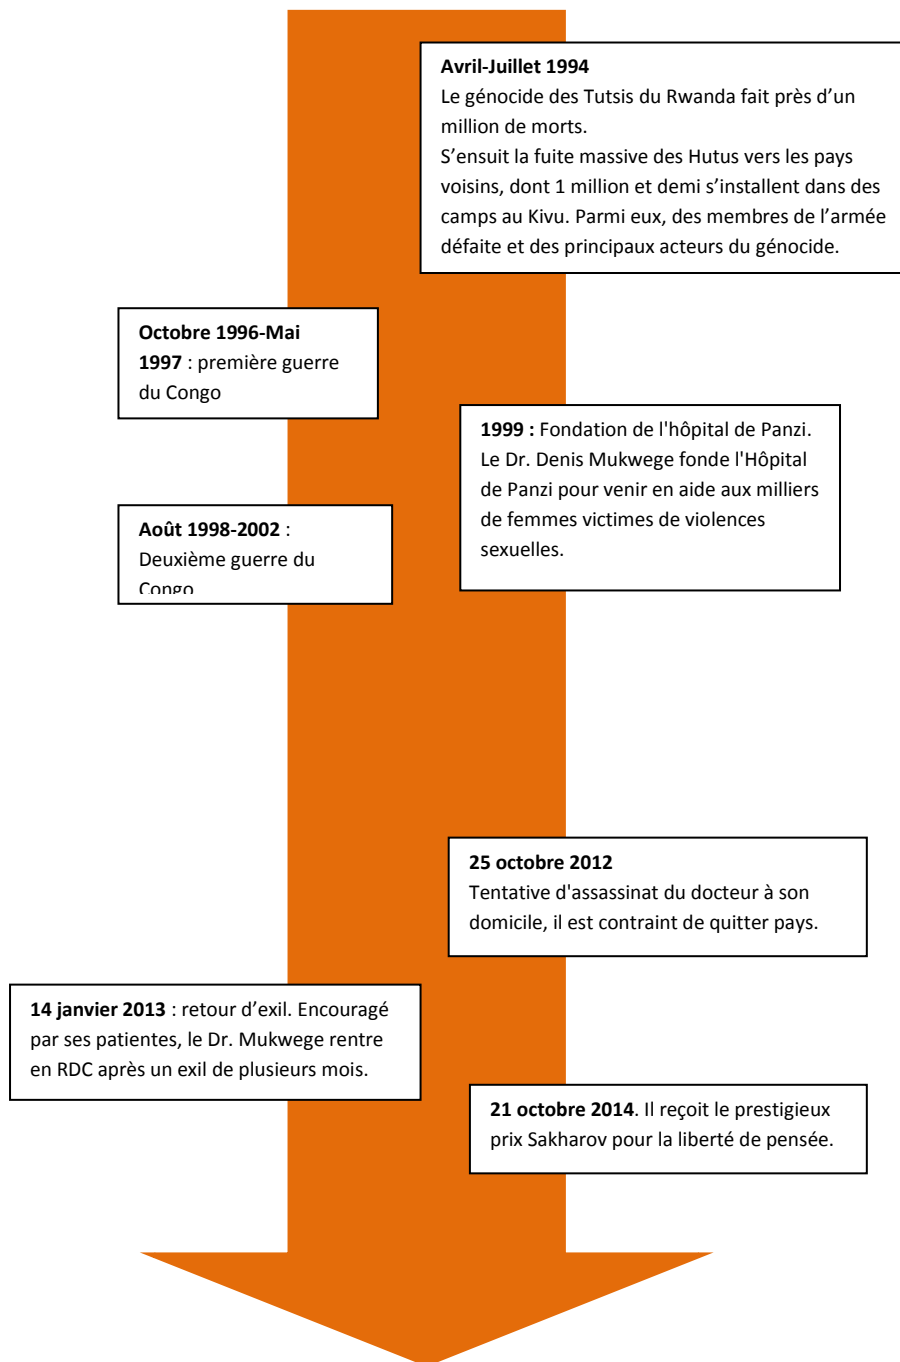 Avril-Juillet 1994
Le génocide des Tutsis du Rwanda fait près d’un
million de morts.
S’ensuit la fuite massive des Hutus vers les pays
voisins, dont 1 million et demi s’installent dans des
camps au Kivu. Parmi eux, des membres de l’armée
défaite et des principaux acteurs du génocide.
Octobre 1996-Mai
1997 : première guerre
du Congo
1999 : Fondation de l'hôpital de Panzi.
Le Dr. Denis Mukwege fonde l'Hôpital
de Panzi pour venir en aide aux milliers
de femmes victimes de violences
sexuelles.
Août 1998-2002 :
Deuxième guerre du
Congo
25 octobre 2012
Tentative d'assassinat du docteur à son
domicile, il est contraint de quitter pays.
14 janvier 2013 : retour d’exil. Encouragé
par ses patientes, le Dr. Mukwege rentre
en RDC après un exil de plusieurs mois.
21 octobre 2014. Il reçoit le prestigieux
prix Sakharov pour la liberté de pensée.